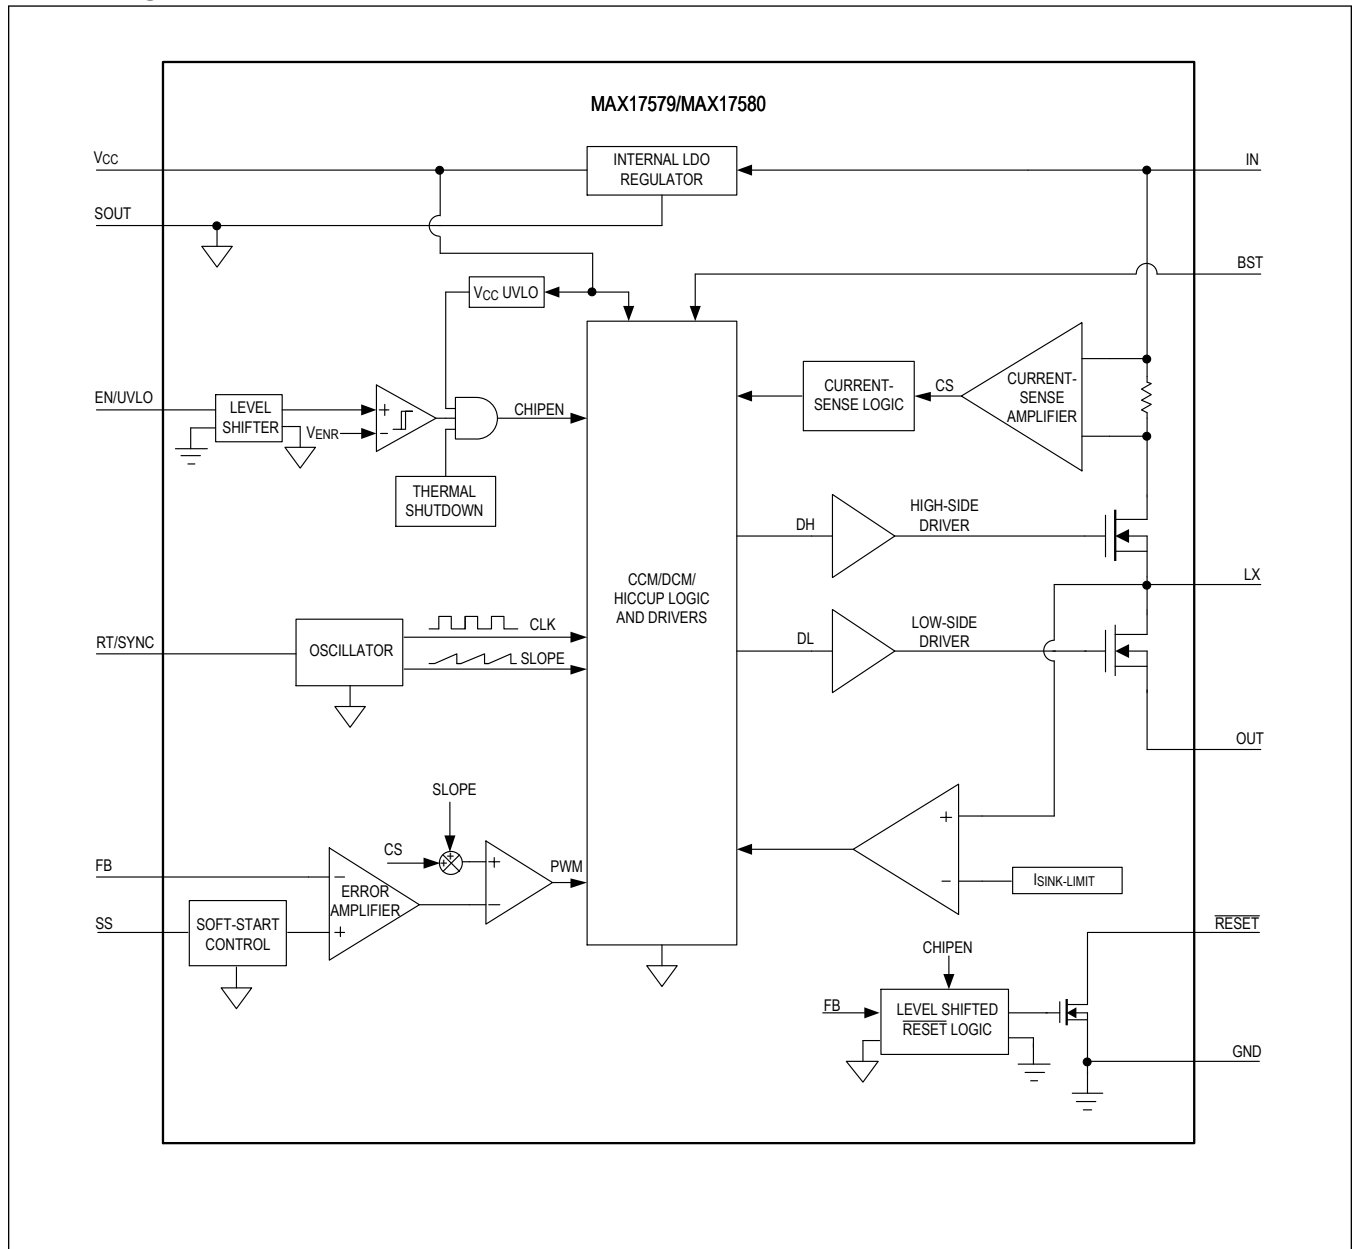 MAX17579/MAX17580
VCC
INTERNAL LDO
REGULATOR
IN
SOUT
BST
VCC UVLO
EN/UVLO
LEVEL
SHIFTER
+
−
VENR
CHIPEN
THERMAL
SHUTDOWN
CURRENT-
SENSE LOGIC
CS
CURRENT-
SENSE
AMPLIFIER
DH
HIGH-SIDE
DRIVER
CCM/DCM/
HICCUP LOGIC
AND DRIVERS
LX
RT/SYNC
OSCILLATOR
CLK
SLOPE
DL
LOW-SIDE
DRIVER
OUT
SLOPE
CS
+
+
+
−
PWM
FB
−
ERROR
AMPLIFIER
+
SS
SOFT-START
CONTROL
+
−
ISINK-LIMIT
RESET
CHIPEN
FB
LEVEL SHIFTED
RESET LOGIC
GND